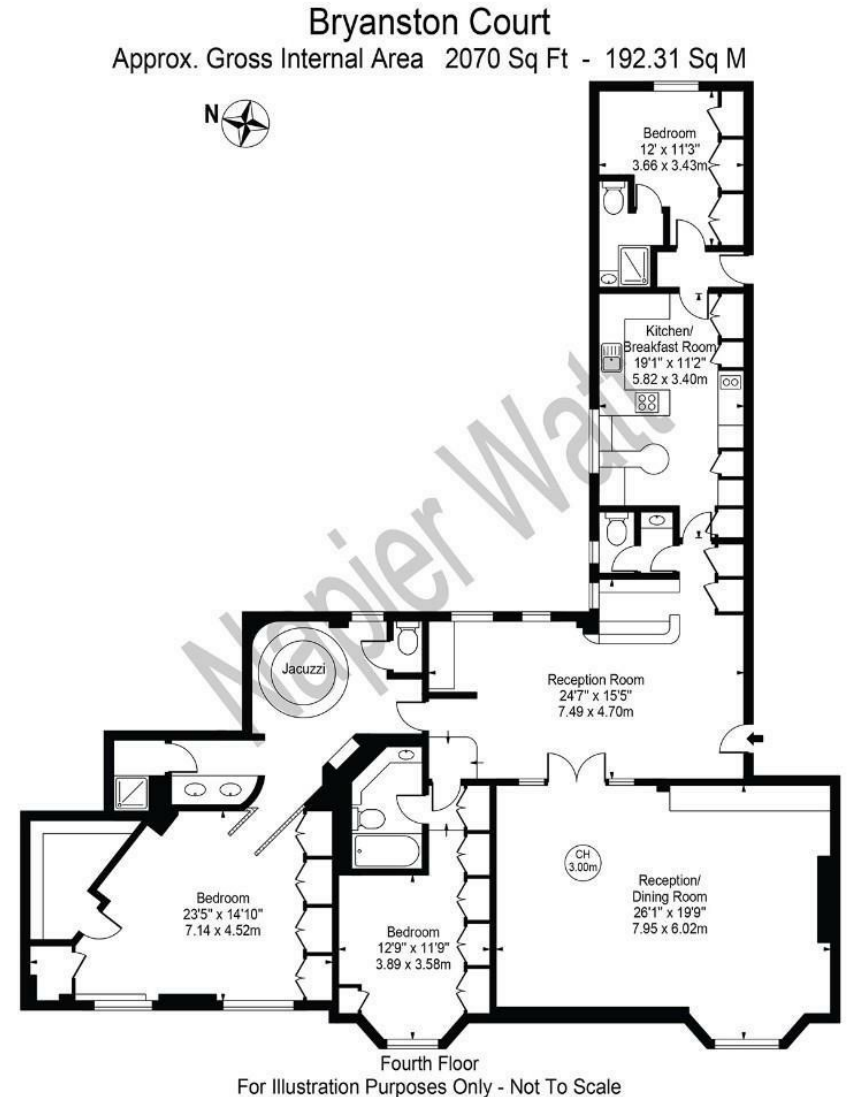 Bryanston Court
Approx. Gross Internal Area 2070 Sq Ft - 192.31 Sq M
N
Bedroom
12' x 11'3"
3.66 x 3.43m
Kitchen/
Breakfast Room
19'1" x 11'2"
5.82 x 3.40m
Napier Watt
Jacuzzi
Reception Room
24'7" x 15'5"
7.49 x 4.70m
CH
3.00m
Reception/
Dining Room
26'1" x 19'9"
7.95 x 6.02m
Bedroom
23'5" x 14'10"
7.14 x 4.52m
Bedroom
12'9" x 11'9"
3.89 x 3.58m
Fourth Floor
For Illustration Purposes Only - Not To Scale